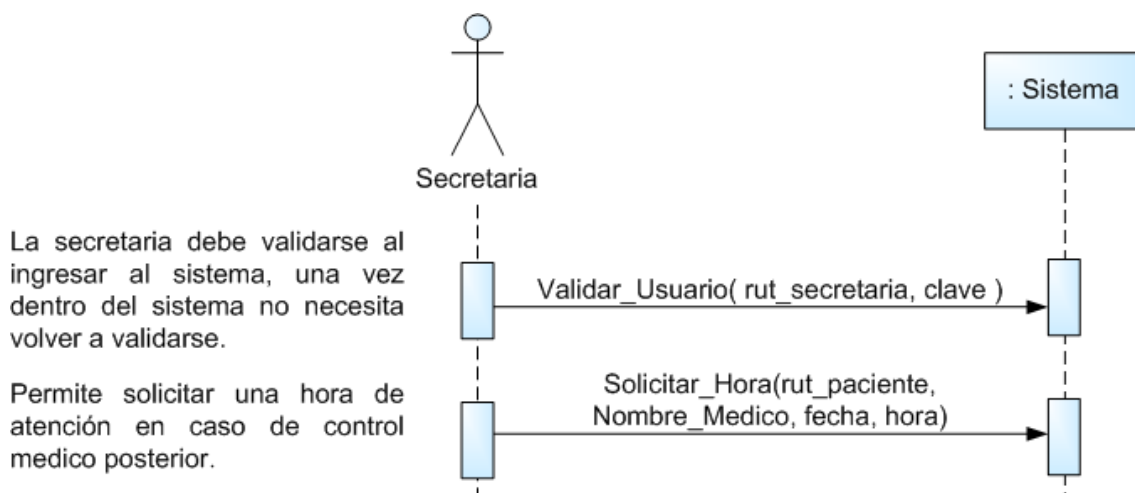 : Sistema
Secretaria
La secretaria debe validarse al
ingresar al sistema, una vez
dentro del sistema no necesita
volver a validarse.
Validar_Usuario( rut_secretaria, clave )
Permite solicitar una hora de
atención en caso de control
medico posterior.
Solicitar_Hora(rut_paciente,
Nombre_Medico, fecha, hora)